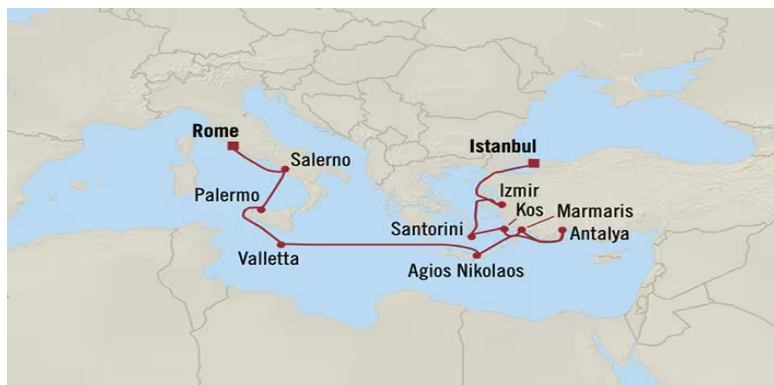 Rome
Istanbul
Salerno
Izmir
Palermo
Kos
Marmaris
Santorini
Antalya
Valletta
Agios Nikolaos